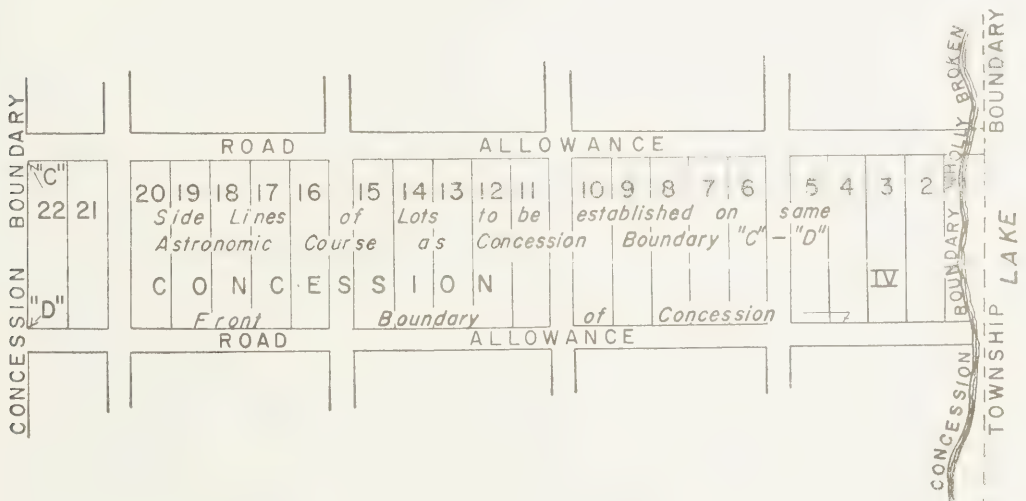 ROAD ALLOWANCE
"C"
22 21 20 19 18 17 16 15 14 13 12 11 10 9 8 7 6 5 4 3 2
Side Lines of Lots to be established on same
Astronomic Course as Concession Boundary "C" – "D"
CONCESSION IV
"D"
Front Boundary of Concession
ROAD ALLOWANCE
CONCESSION BOUNDARY
CONCESSION BOUNDARY WHOLLY BROKEN
TOWNSHIP BOUNDARY
LAKE